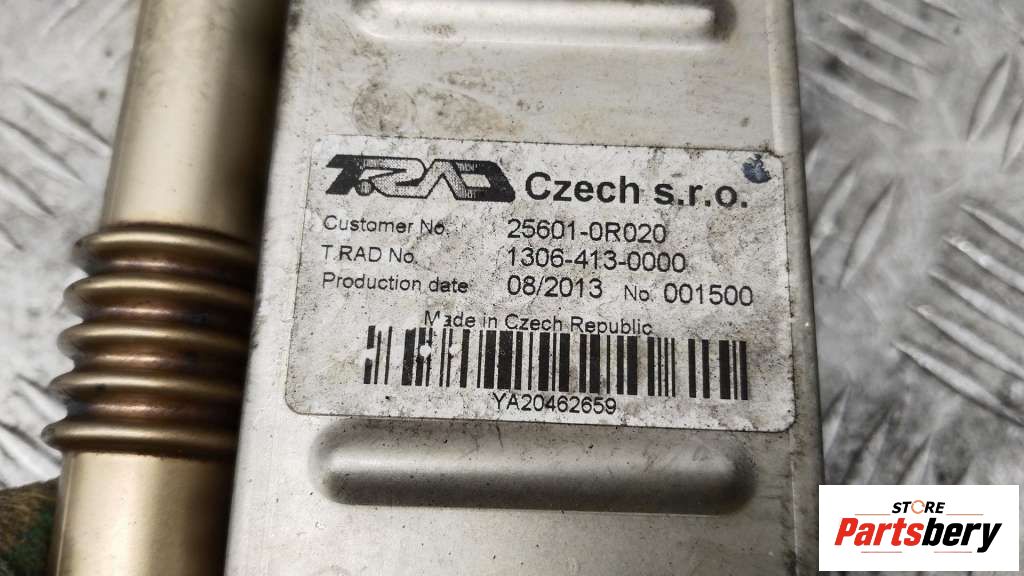 T.RAD Czech s.r.o.
Customer No. 25601-0R020
T.RAD No. 1306-413-0000
Production date 08/2013 No. 001500
Made in Czech Republic
YA20462659
STORE
Partsbery